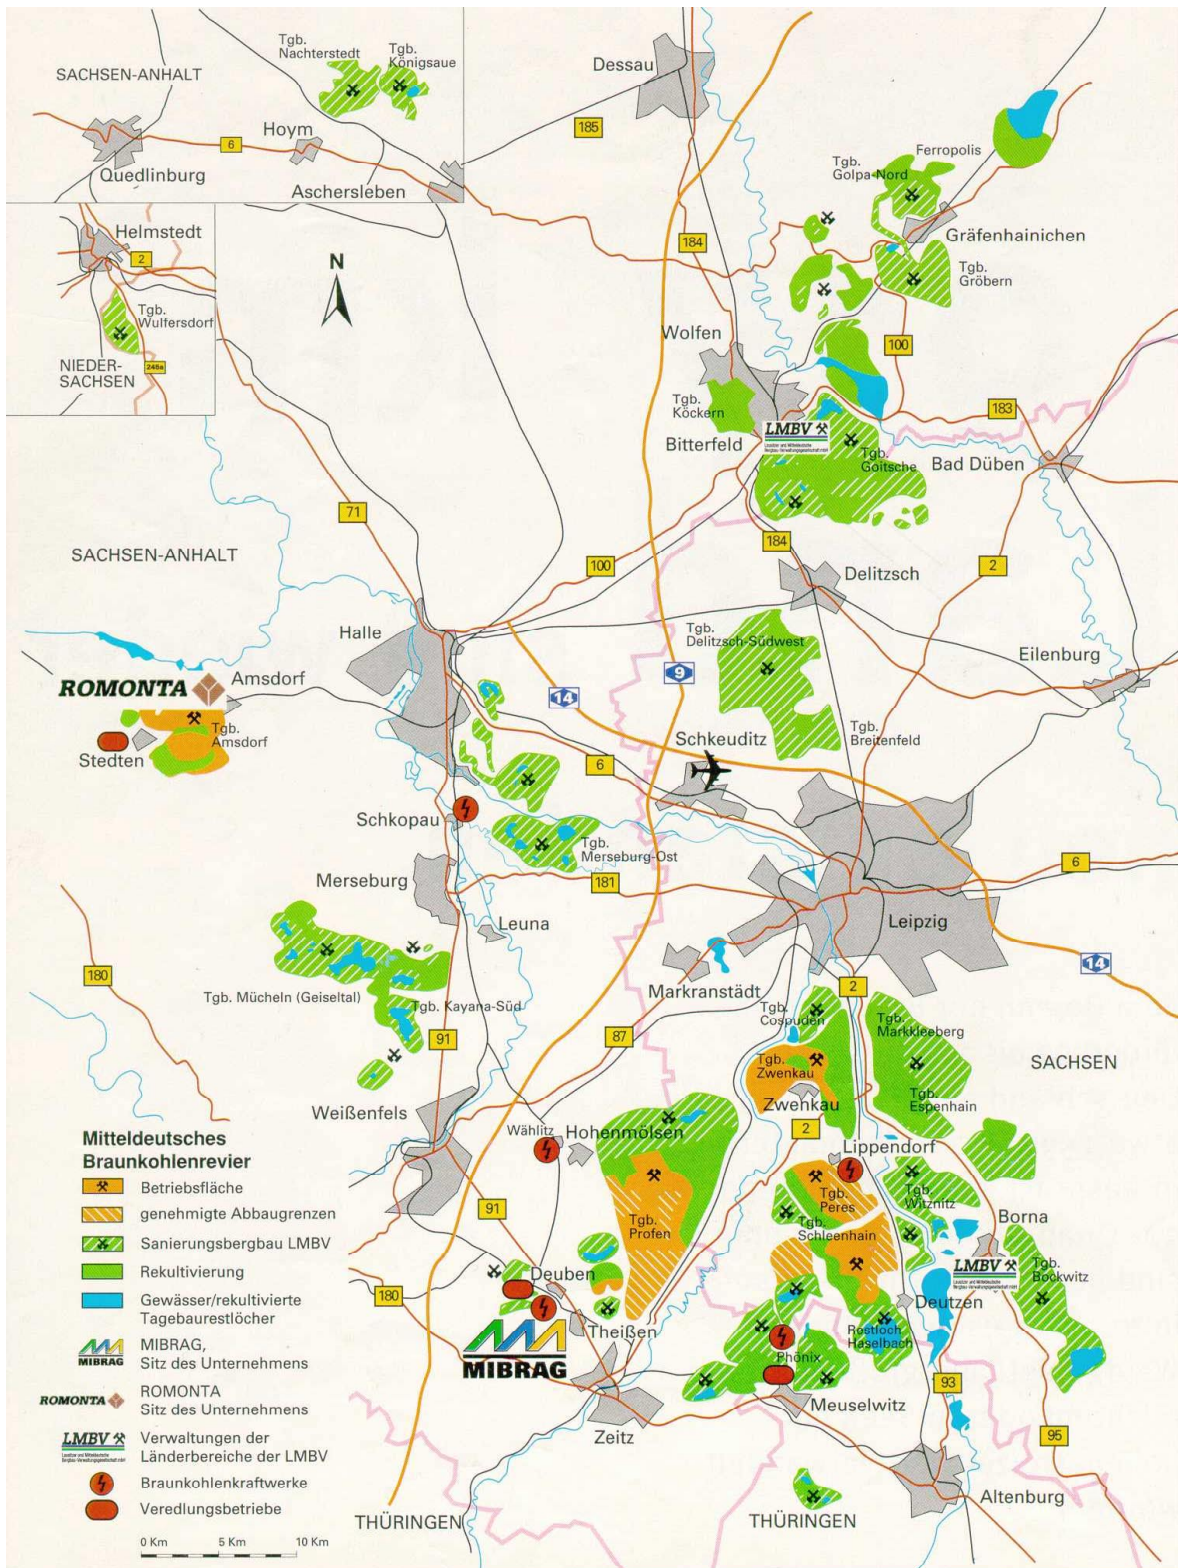 Tgb.
Nachterstedt
Tgb.
Königsaue
SACHSEN-ANHALT
6
Hoym
Quedlinburg
Aschersleben
Helmstedt
2
Tgb.
Wulfersdorf
NIEDER-
SACHSEN
245a
N
Dessau
185
184
Ferropolis
Tgb.
Golpa-Nord
Gräfenhainichen
Tgb.
Gröbern
Wolfen
100
Tgb.
Köckern
183
LMBV
Bitterfeld
Tgb.
Goitsche
Bad Düben
71
SACHSEN-ANHALT
184
100
2
Delitzsch
Halle
Tgb.
Delitzsch-Südwest
Eilenburg
9
14
ROMONTA
Amsdorf
Tgb.
Amsdorf
Stedten
Tgb.
Breitenfeld
Schkeuditz
6
Schkopau
Tgb.
Merseburg-Ost
6
Merseburg
181
Leuna
Leipzig
14
180
Markranstädt
2
Tgb. Mücheln (Geiseltal)
Tgb. Kayana-Süd
Tgb.
Cospuden
Tgb.
Markkleeberg
91
87
Tgb.
Zwenkau
SACHSEN
Zwenkau
Tgb.
Espenhain
Weißenfels
Wählitz
Hohenmölsen
2
Lippendorf
Tgb.
Peres
Tgb.
Witznitz
91
Tgb.
Profen
Tgb.
Schleenhain
Borna
LMBV
Tgb.
Bockwitz
Deuben
180
Deutzen
Theißen
Restloch
Haselbach
MIBRAG
Phönix
93
Meuselwitz
Zeitz
95
Altenburg
THÜRINGEN
THÜRINGEN
Mitteldeutsches
Braunkohlenrevier
Betriebsfläche
genehmigte Abbaugrenzen
Sanierungsbergbau LMBV
Rekultivierung
Gewässer/rekultivierte
Tagebaurestlöcher
MIBRAG
MIBRAG,
Sitz des Unternehmens
ROMONTA
ROMONTA
Sitz des Unternehmens
LMBV
Verwaltungen der
Länderbereiche der LMBV
Braunkohlenkraftwerke
Veredlungsbetriebe
0 Km 5 Km 10 Km